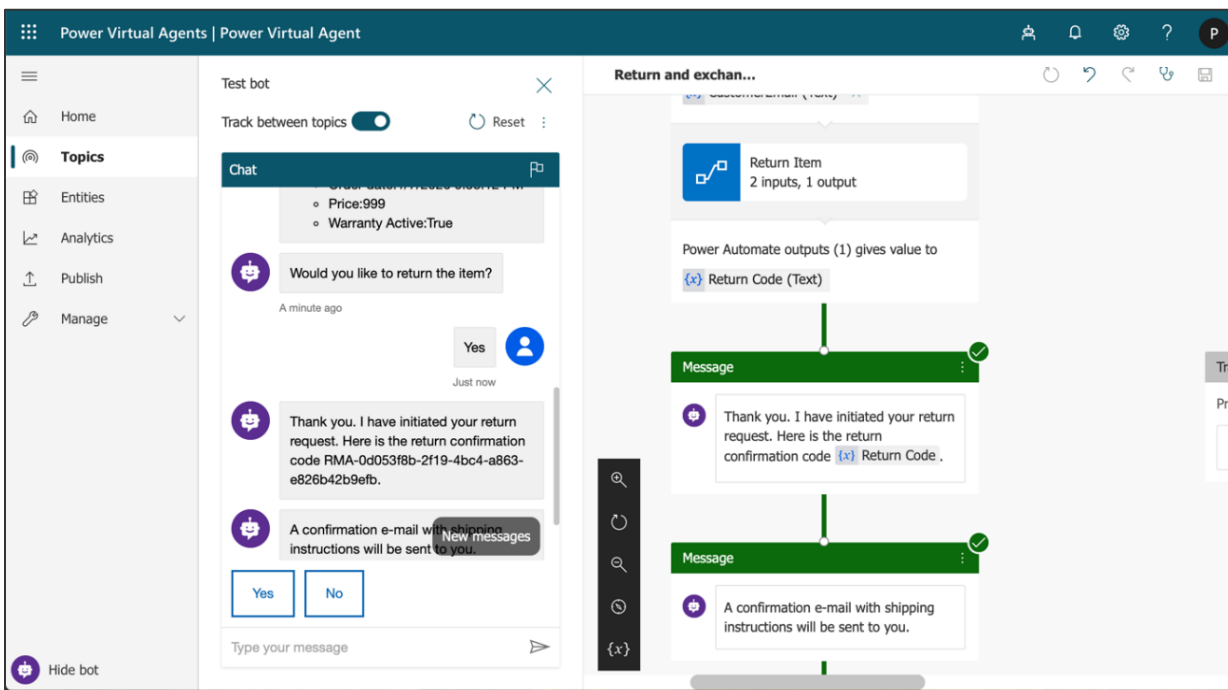 Power Virtual Agents | Power Virtual Agent
?
P
Home
Topics
Entities
Analytics
Publish
Manage
Hide bot
Test bot
Track between topics
Reset
Chat
Price:999
Warranty Active:True
Would you like to return the item?
A minute ago
Yes
Just now
Thank you. I have initiated your return
request. Here is the return confirmation
code RMA-0d053f8b-2f19-4bc4-a863-
e826b42b9efb.
A confirmation e-mail with shipping
instructions will be sent to you.
New messages
Yes
No
Type your message
Return and exchan...
{x} CustomerEmail (Text)
Return Item
2 inputs, 1 output
Power Automate outputs (1) gives value to
{x} Return Code (Text)
Message
Thank you. I have initiated your return
request. Here is the return
confirmation code {x} Return Code .
Message
A confirmation e-mail with shipping
instructions will be sent to you.
{x}
Tr
Pr